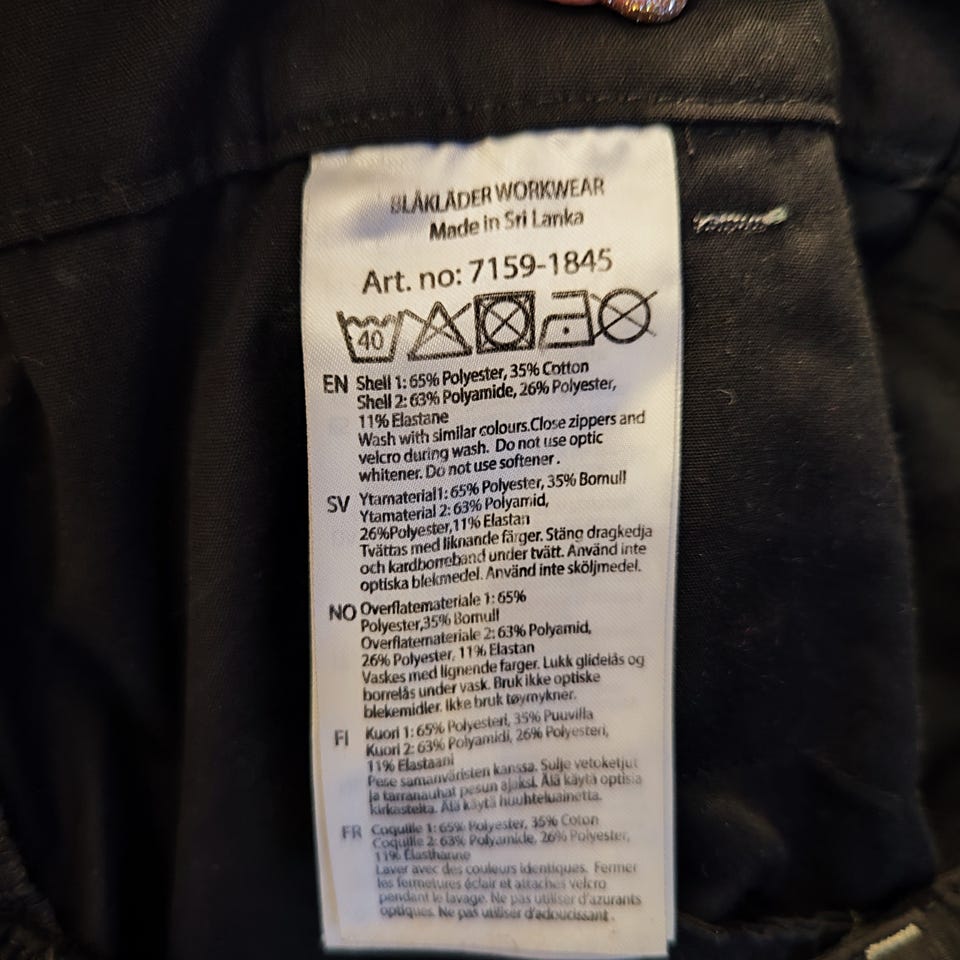 BLÅKLÄDER WORKWEAR
Made in Sri Lanka
Art. no: 7159-1845
40
EN Shell 1: 65% Polyester, 35% Cotton
Shell 2: 63% Polyamide, 26% Polyester,
11% Elastane
Wash with similar colours.Close zippers and
velcro during wash. Do not use optic
whitener. Do not use softener.
SV Ytamaterial1: 65% Polyester, 35% Bomull
Ytamaterial 2: 63% Polyamid,
26%Polyester,11% Elastan
Tvättas med liknande färger. Stäng dragkedja
och kardborreband under tvätt. Använd inte
optiska blekmedel. Använd inte sköljmedel.
NO Overflatemateriale 1: 65%
Polyester,35% Bomull
Overflatemateriale 2: 63% Polyamid,
26% Polyester, 11% Elastan
Vaskes med lignende farger. Lukk glidelås og
borrelås under vask. Bruk ikke optiske
blekemidler. Ikke bruk tøymykner.
FI Kuori 1: 65% Polyesteri, 35% Puuvilla
Kuori 2: 63% Polyamidi, 26% Polyesteri,
11% Elastaani
Pese samanväristen kanssa. Sulje vetoketjut
ja tarranauhat pesun ajaksi. Älä käytä optisia
kirkasteita. Älä käytä huuhteluainetta.
FR Coquille 1: 65% Polyester, 35% Coton
Coquille 2: 63% Polyamide, 26% Polyester,
11% Élasthanne
Laver avec des couleurs identiques. Fermer
les fermetures éclair et attaches velcro
pendant le lavage. Ne pas utiliser d'azurants
optiques. Ne pas utiliser d'adoucissant.